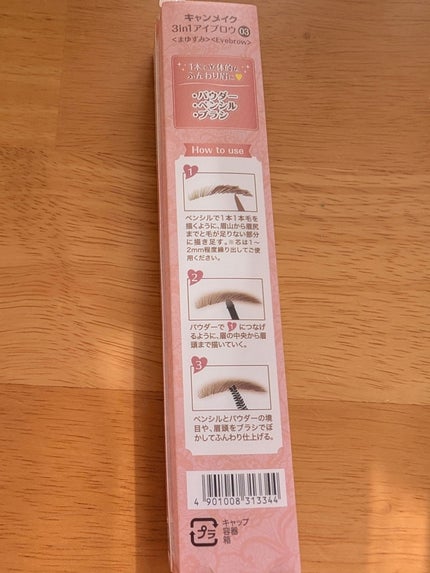 キャンメイク
3in1アイブロウ 03
<まゆずみ><Eyebrow>
1本で立体的な
ふんわり眉に
・パウダー
・ペンシル
・ブラシ
How to use
1
ペンシルで1本1本毛を
描くように、眉山から眉尻
までと毛が足りない部分
に描き足す。※芯は1～
2mm程度繰り出してご使
用ください。
2
パウダーで1につなげ
るように、眉の中央から眉
頭まで描いていく。
3
ペンシルとパウダーの境
目や、眉頭をブラシでぼ
かしてふんわり仕上げる。
4 901008 313344
プラ
キャップ
容器
箱